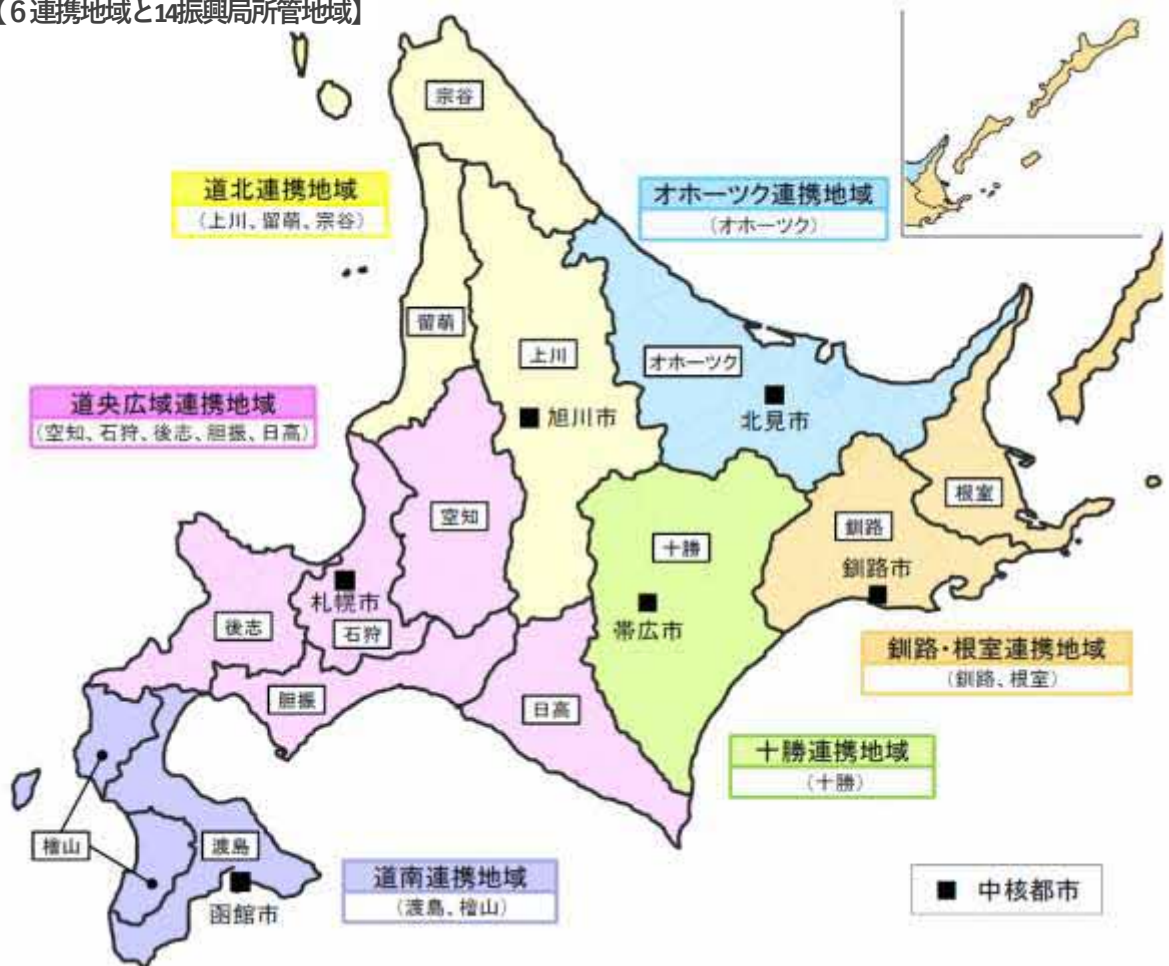 【６連携地域と14振興局所管地域】
宗谷
道北連携地域
（上川、留萌、宗谷）
オホーツク連携地域
（オホーツク）
留萌
上川
オホーツク
道央広域連携地域
（空知、石狩、後志、胆振、日高）
旭川市
北見市
空知
十勝
釧路
根室
釧路市
札幌市
石狩
後志
帯広市
釧路・根室連携地域
（釧路、根室）
胆振
日高
十勝連携地域
（十勝）
檜山
渡島
函館市
道南連携地域
（渡島、檜山）
■ 中核都市